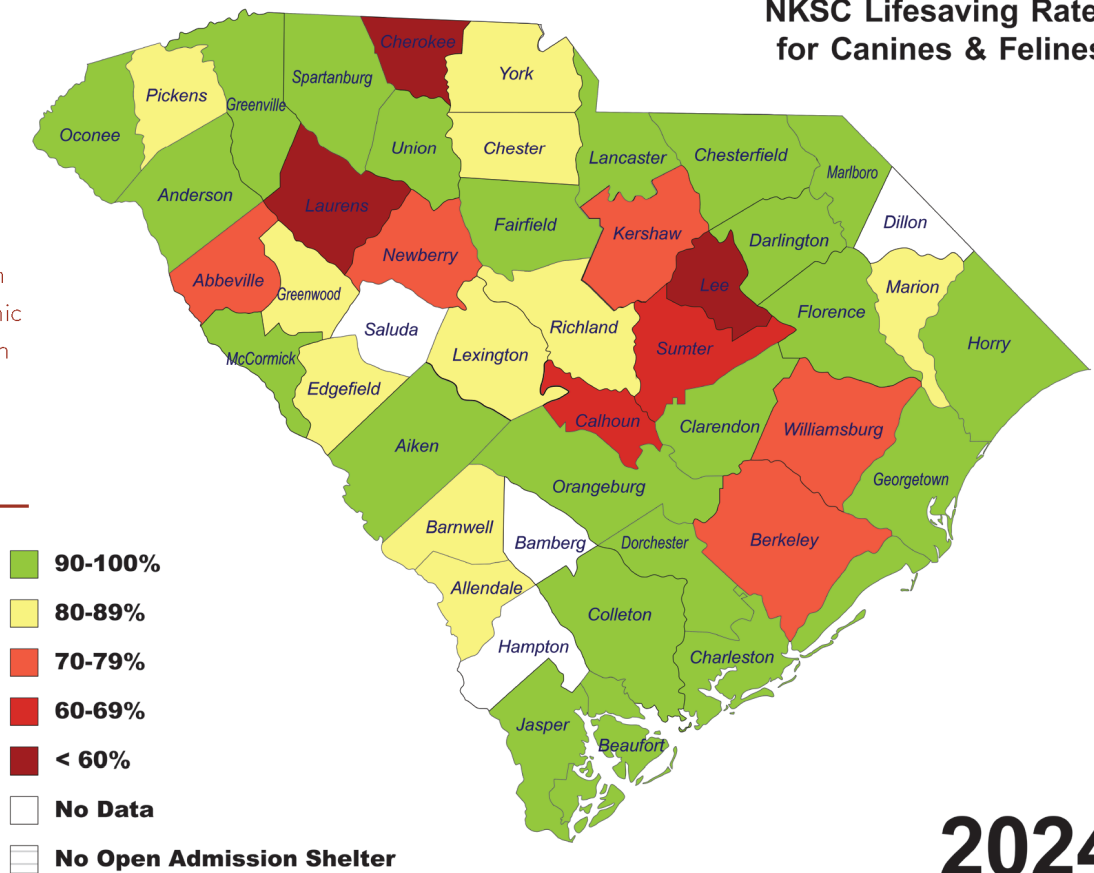 NKSC Lifesaving Rate
for Canines & Felines
Cherokee
York
Spartanburg
Pickens
Greenville
Oconee
Union
Chester
Lancaster
Chesterfield
Marlboro
Anderson
Laurens
Fairfield
Kershaw
Darlington
Dillon
Newberry
Abbeville
Greenwood
Lee
Marion
nic
n
Saluda
Richland
Florence
Horry
McCormick
Lexington
Sumter
Edgefield
Calhoun
Clarendon
Williamsburg
Aiken
Orangeburg
Georgetown
Barnwell
Bamberg
Dorchester
Berkeley
Allendale
Colleton
Hampton
Charleston
Jasper
Beaufort
90-100%
80-89%
70-79%
60-69%
< 60%
No Data
No Open Admission Shelter
2024